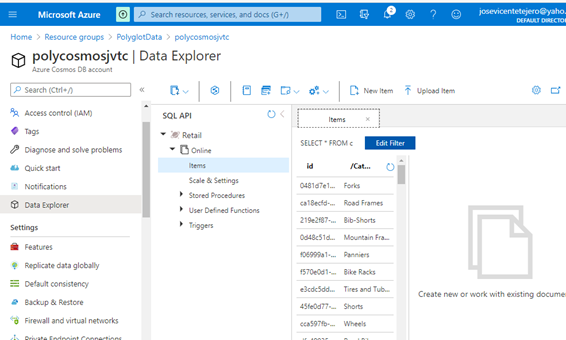 Microsoft Azure
Search resources, services, and docs (G+/)
2
josevicentetejero@yaho
DEFAULT DIRECTOR
Home > Resource groups > PolyglotData > polycosmosjvtc
polycosmosjvtc | Data Explorer
Azure Cosmos DB account
Search (Ctrl+/)
New Item
Upload Item
Access control (IAM)
Tags
Diagnose and solve problems
Quick start
Notifications
Data Explorer
Settings
Features
Replicate data globally
Default consistency
Backup & Restore
Firewall and virtual networks
Private Endpoint Connections
SQL API
Retail
Online
Items
Scale & Settings
Stored Procedures
User Defined Functions
Triggers
Items
SELECT * FROM c
Edit Filter
id /Cat...
0481d7e1... Forks
ca18ecfd-... Road Frames
219e2f87-... Bib-Shorts
0d48c51d... Mountain Fra...
f06999a1-... Panniers
f570e0d1-... Bike Racks
e3cdc5dd... Tires and Tub...
45fe0d77-... Shorts
cca597fb-... Wheels
Create new or work with existing docume